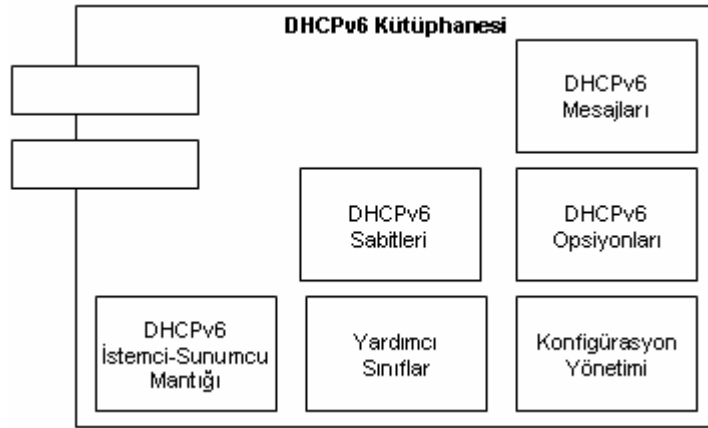 DHCPv6 Kütüphanesi
DHCPv6
Mesajları
DHCPv6
Sabitleri
DHCPv6
Opsiyonları
DHCPv6
İstemci-Sunumcu
Mantığı
Yardımcı
Sınıflar
Konfigürasyon
Yönetimi